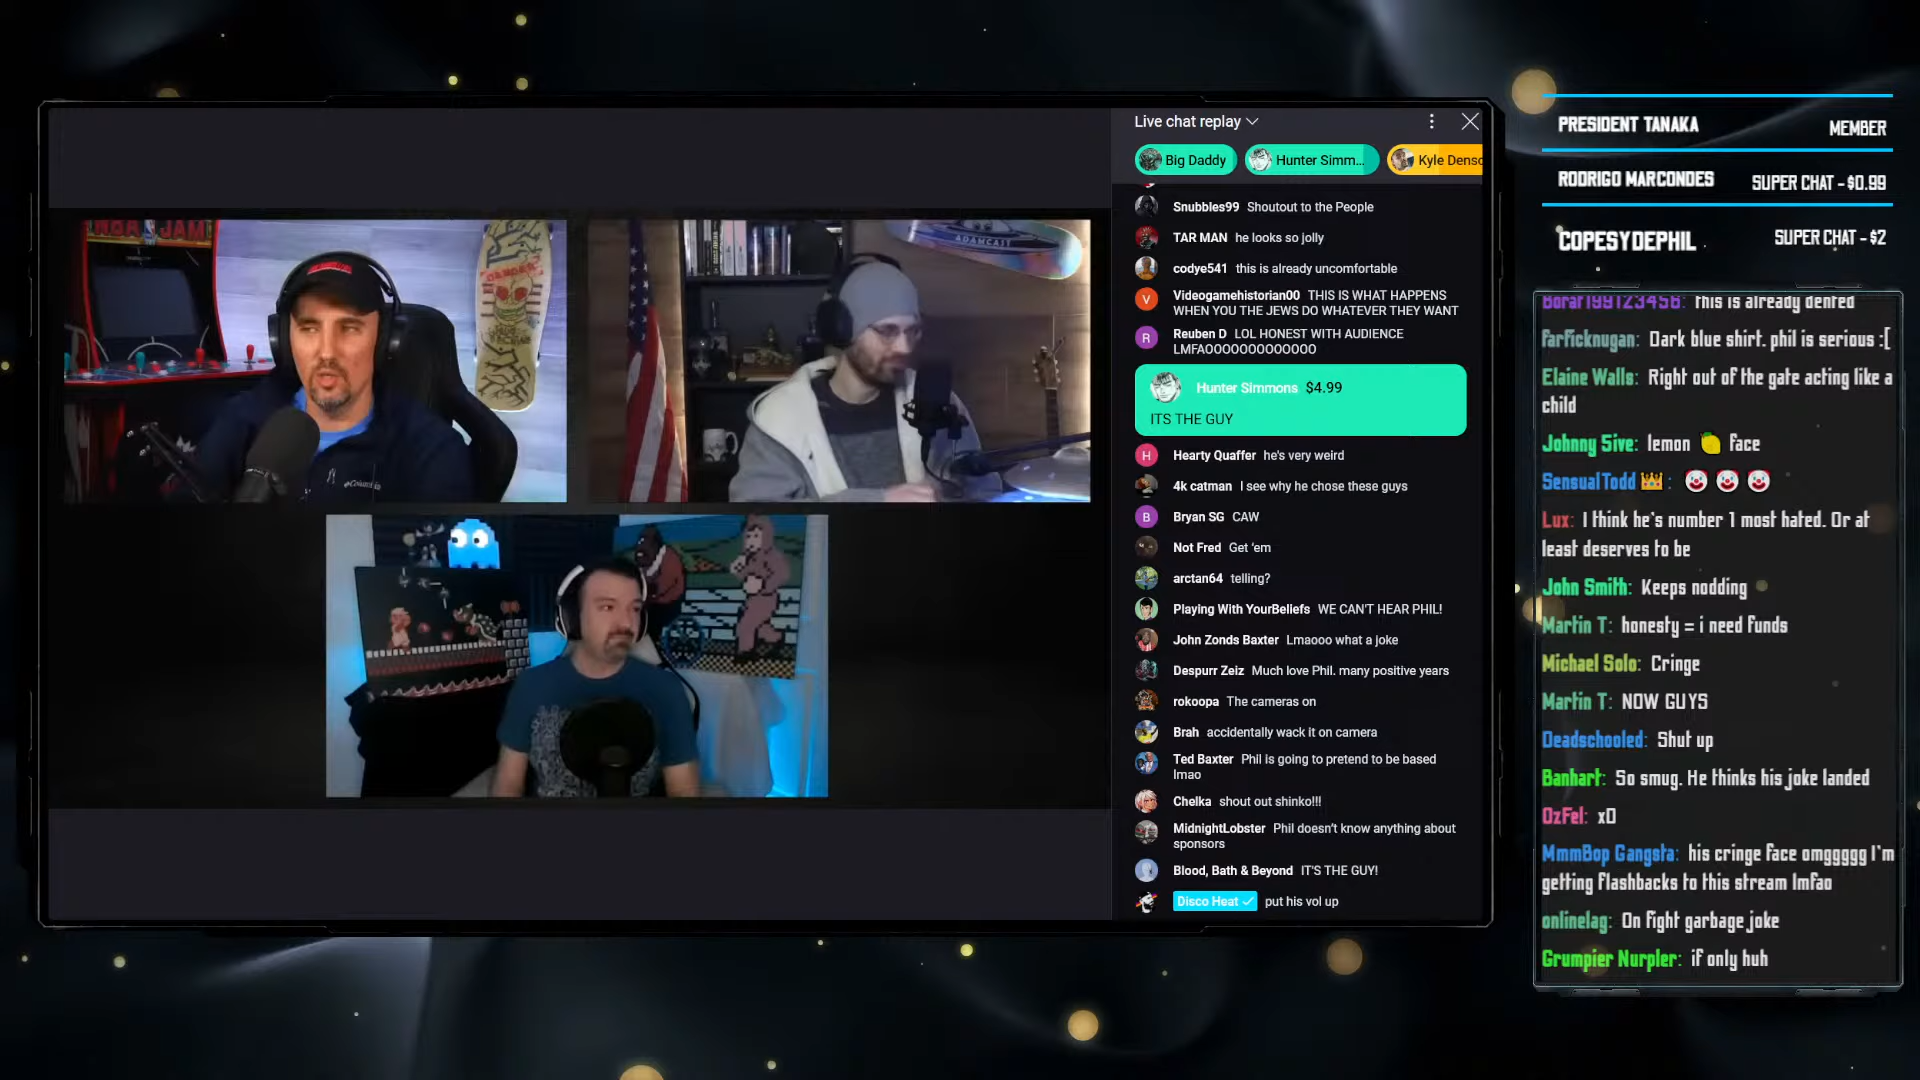 NBA JAM
ADAMCAST
Columbia
Live chat replay
Big Daddy
Hunter Simm...
Kyle Denso
Snubbles99 Shoutout to the People
TAR MAN he looks so jolly
codye541 this is already uncomfortable
V
Videogamehistorian00 THIS IS WHAT HAPPENS
WHEN YOU THE JEWS DO WHATEVER THEY WANT
R
Reuben D LOL HONEST WITH AUDIENCE
LMFAOOOOOOOOOOOOO
Hunter Simmons $4.99
ITS THE GUY
H
Hearty Quaffer he's very weird
4k catman I see why he chose these guys
B
Bryan SG CAW
Not Fred Get 'em
arctan64 telling?
Playing With YourBeliefs WE CAN'T HEAR PHIL!
John Zonds Baxter Lmaooo what a joke
Despurr Zeiz Much love Phil. many positive years
rokoopa The cameras on
Brah accidentally wack it on camera
Ted Baxter Phil is going to pretend to be based
lmao
Chelka shout out shinko!!!
MidnightLobster Phil doesn't know anything about
sponsors
Blood, Bath & Beyond IT'S THE GUY!
Disco Heat put his vol up
PRESIDENT TANAKA MEMBER
RODRIGO MARCONDES SUPER CHAT - $0.99
COPESYDEPHIL SUPER CHAT - $2
Borat199123456: This is already dented
farficknugan: Dark blue shirt. phil is serious :[
Elaine Walls: Right out of the gate acting like a
child
Johnny 5ive: lemon 🍋 face
SensualTodd 👑 : 🤡 🤡 🤡
Lux: I think he's number 1 most hated. Or at
least deserves to be
John Smith: Keeps nodding
Martin T: honesty = i need funds
Michael Solo: Cringe
Martin T: NOW GUYS
Deadschooled: Shut up
Banhart: So smug. He thinks his joke landed
OzFel: xD
MmmBop Gangsta: his cringe face omggggg I'm
getting flashbacks to this stream lmfao
onlinelag: On fight garbage joke
Grumpier Nurpler: if only huh